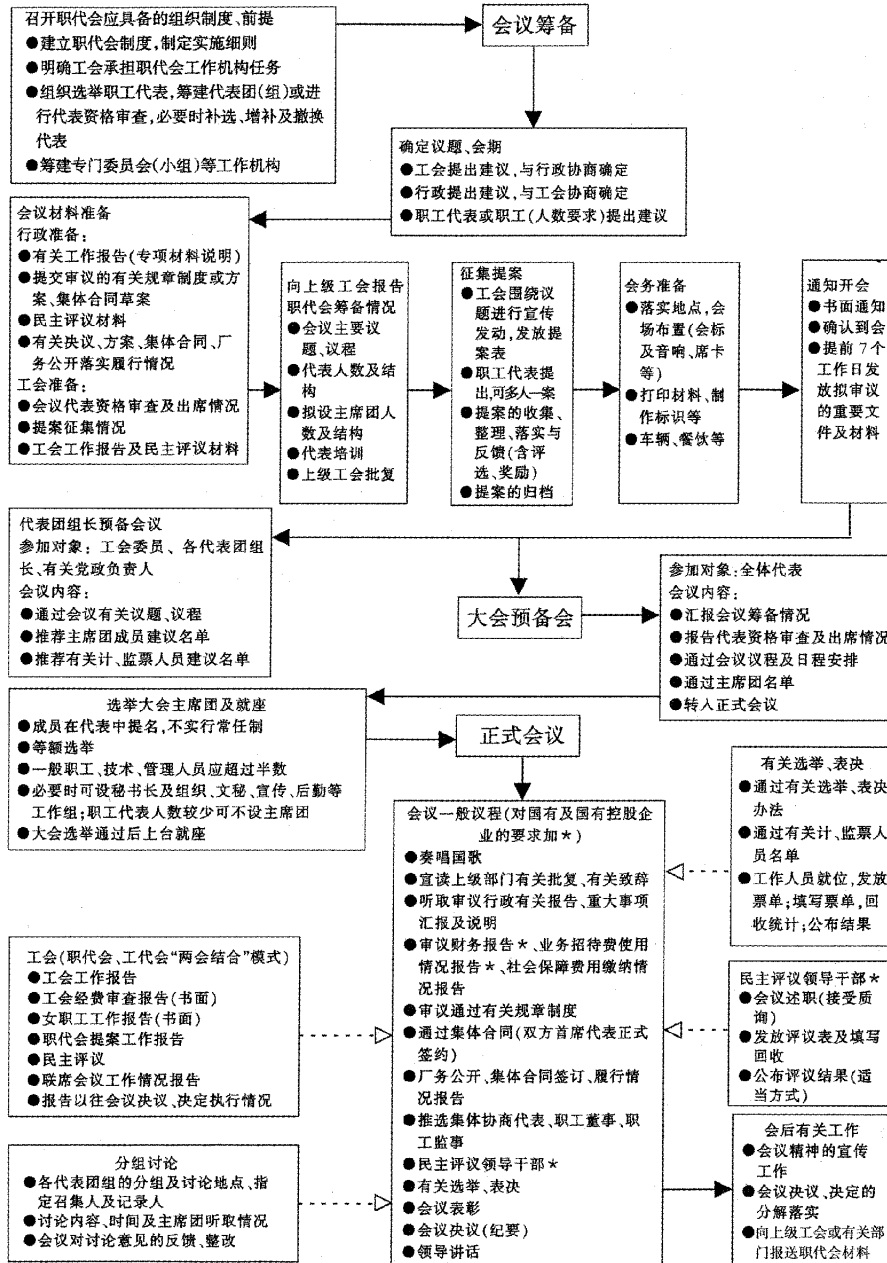 召开职代会应具备的组织制度、前提
●建立职代会制度,制定实施细则
●明确工会承担职代会工作机构任务
●组织选举职工代表,筹建代表团(组)或进
行代表资格审查,必要时补选、增补及撤换
代表
●筹建专门委员会(小组)等工作机构
会议筹备
确定议题、会期
●工会提出建议,与行政协商确定
●行政提出建议,与工会协商确定
●职工代表或职工(人数要求)提出建议
会议材料准备
行政准备:
●有关工作报告(专项材料说明)
●提交审议的有关规章制度或方
案、集体合同草案
●民主评议材料
●有关决议、方案、集体合同、厂
务公开落实履行情况
工会准备:
●会议代表资格审查及出席情况
●提案征集情况
●工会工作报告及民主评议材料
向上级工会报告
职代会筹备情况
●会议主要议
题、议程
●代表人数及结
构
●拟设主席团人
数及结构
●代表培训
●上级工会批复
征集提案
●工会围绕议
题进行宣传
发动,发放提
案表
●职工代表提
出,可多人一案
●提案的收集、
整理、落实与
反馈(含评
选、奖励)
●提案的归档
会务准备
●落实地点,会
场布置(会标
及音响、席卡
等)
●打印材料、制
作标识等
●车辆、餐饮等
通知开会
●书面通知
●确认到会
●提前7个
工作日发
放拟审议
的重要文
件及材料
代表团组长预备会议
参加对象:工会委员、各代表团组
长、有关党政负责人
会议内容:
●通过会议有关议题、议程
●推荐主席团成员建议名单
●推荐有关计、监票人员建议名单
大会预备会
参加对象:全体代表
会议内容:
●汇报会议筹备情况
●报告代表资格审查及出席情况
●通过会议议程及日程安排
●通过主席团名单
●转入正式会议
选举大会主席团及就座
●成员在代表中提名,不实行常任制
●等额选举
●一般职工、技术、管理人员应超过半数
●必要时可设秘书长及组织、文秘、宣传、后勤等
工作组;职工代表人数较少可不设主席团
●大会选举通过后上台就座
正式会议
会议一般议程(对国有及国有控股企
业的要求加*)
●奏唱国歌
●宣读上级部门有关批复、有关致辞
●听取审议行政有关报告、重大事项
汇报及说明
●审议财务报告*、业务招待费使用
情况报告*、社会保障费用缴纳情
况报告
●审议通过有关规章制度
●通过集体合同(双方首席代表正式
签约)
●厂务公开、集体合同签订、履行情
况报告
●推选集体协商代表、职工董事、职
工监事
●民主评议领导干部*
●有关选举、表决
●会议表彰
●会议决议(纪要)
●领导讲话
有关选举、表决
●通过有关选举、表决
办法
●通过有关计、监票人
员名单
●工作人员就位,发放
票单;填写票单,回
收统计;公布结果
工会(职代会、工代会“两会结合”模式)
●工会工作报告
●工会经费审查报告(书面)
●女职工工作报告(书面)
●职代会提案工作报告
●民主评议
●联席会议工作情况报告
●报告以往会议决议、决定执行情况
民主评议领导干部*
●会议述职(接受质
询)
●发放评议表及填写
回收
●公布评议结果(适
当方式)
分组讨论
●各代表团组的分组及讨论地点、指
定召集人及记录人
●讨论内容、时间及主席团听取情况
●会议对讨论意见的反馈、整改
会后有关工作
●会议精神的宣传
工作
●会议决议、决定的
分解落实
●向上级工会或有关部
门报送职代会材料